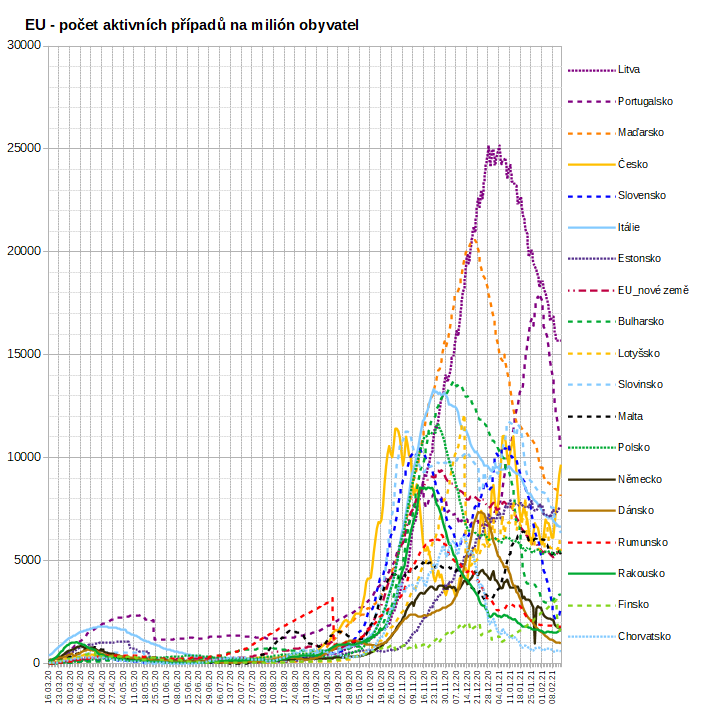 EU - počet aktivních případů na milión obyvatel
30000
25000
20000
15000
10000
5000
0
Litva
Portugalsko
Maďarsko
Česko
Slovensko
Itálie
Estonsko
EU_nové země
Bulharsko
Lotyšsko
Slovinsko
Malta
Polsko
Německo
Dánsko
Rumunsko
Rakousko
Finsko
Chorvatsko
16.03.20
23.03.20
30.03.20
06.04.20
13.04.20
20.04.20
27.04.20
04.05.20
11.05.20
18.05.20
25.05.20
01.06.20
08.06.20
15.06.20
22.06.20
29.06.20
06.07.20
13.07.20
20.07.20
27.07.20
03.08.20
10.08.20
17.08.20
24.08.20
31.08.20
07.09.20
14.09.20
21.09.20
28.09.20
05.10.20
12.10.20
19.10.20
26.10.20
02.11.20
09.11.20
16.11.20
23.11.20
30.11.20
07.12.20
14.12.20
21.12.20
28.12.20
04.01.21
11.01.21
18.01.21
25.01.21
01.02.21
08.02.21